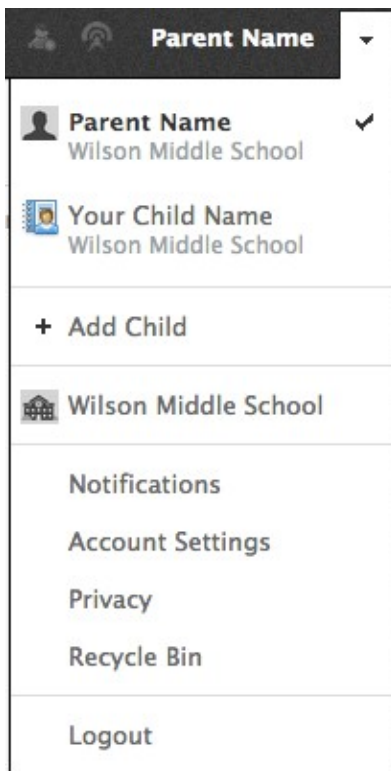 Parent Name
Parent Name
Wilson Middle School
Your Child Name
Wilson Middle School
+ Add Child
Wilson Middle School
Notifications
Account Settings
Privacy
Recycle Bin
Logout